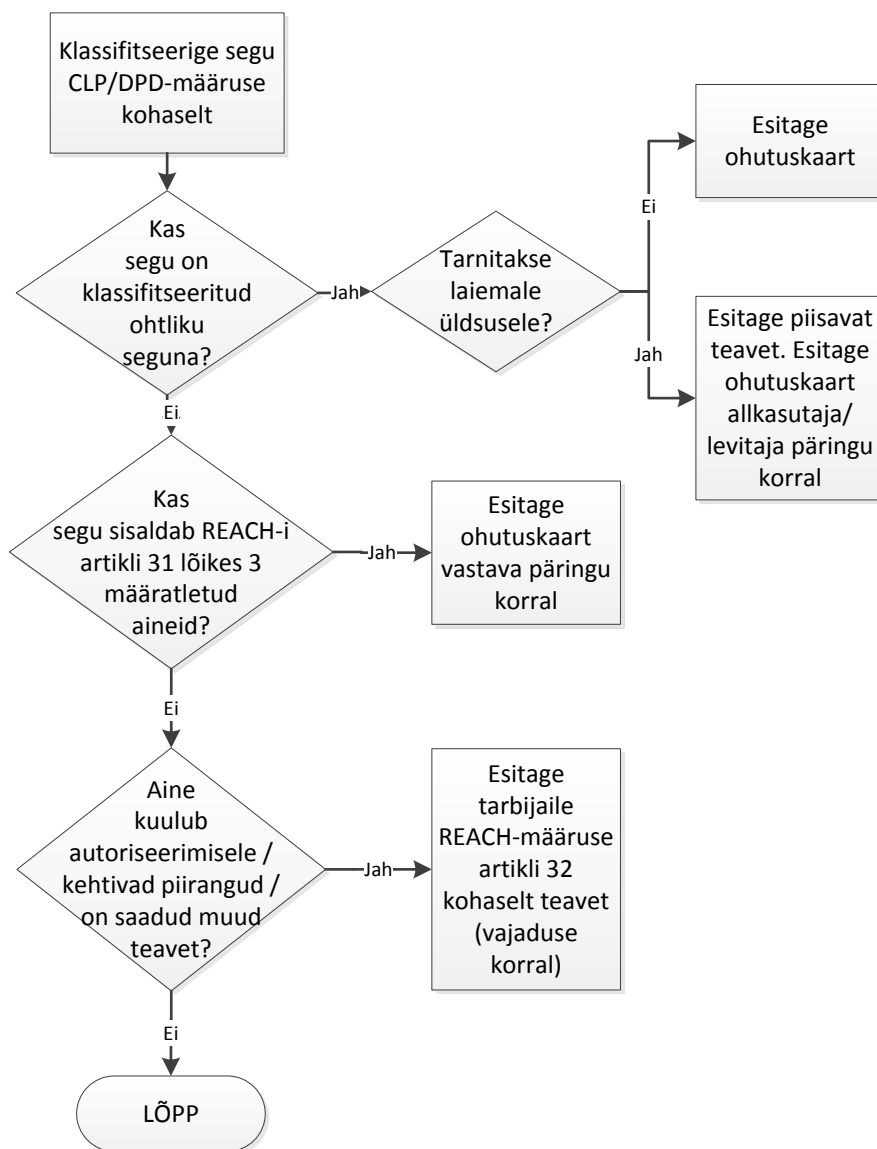 Klassifitseerige segu
CLP/DPD-määruse
kohaselt
Esitage
ohutuskaart
Ei
Kas
segu on
klassifitseeritud
ohtliku
seguna?
Jah
Tarnitakse
laiemale
üldsusele?
Jah
Esitage piisavat
teavet. Esitage
ohutuskaart
allkasutaja/
levitaja päringu
korral
Ei
Kas
segu sisaldab REACH-i
artikli 31 lõikes 3
määratletud
aineid?
Jah
Esitage
ohutuskaart
vastava päringu
korral
Ei
Aine
kuulub
autoriseerimisele /
kehtivad piirangud /
on saadud muud
teavet?
Jah
Esitage
tarbijaile
REACH-määruse
artikli 32
kohaselt teavet
(vajaduse
korral)
Ei
LÕPP